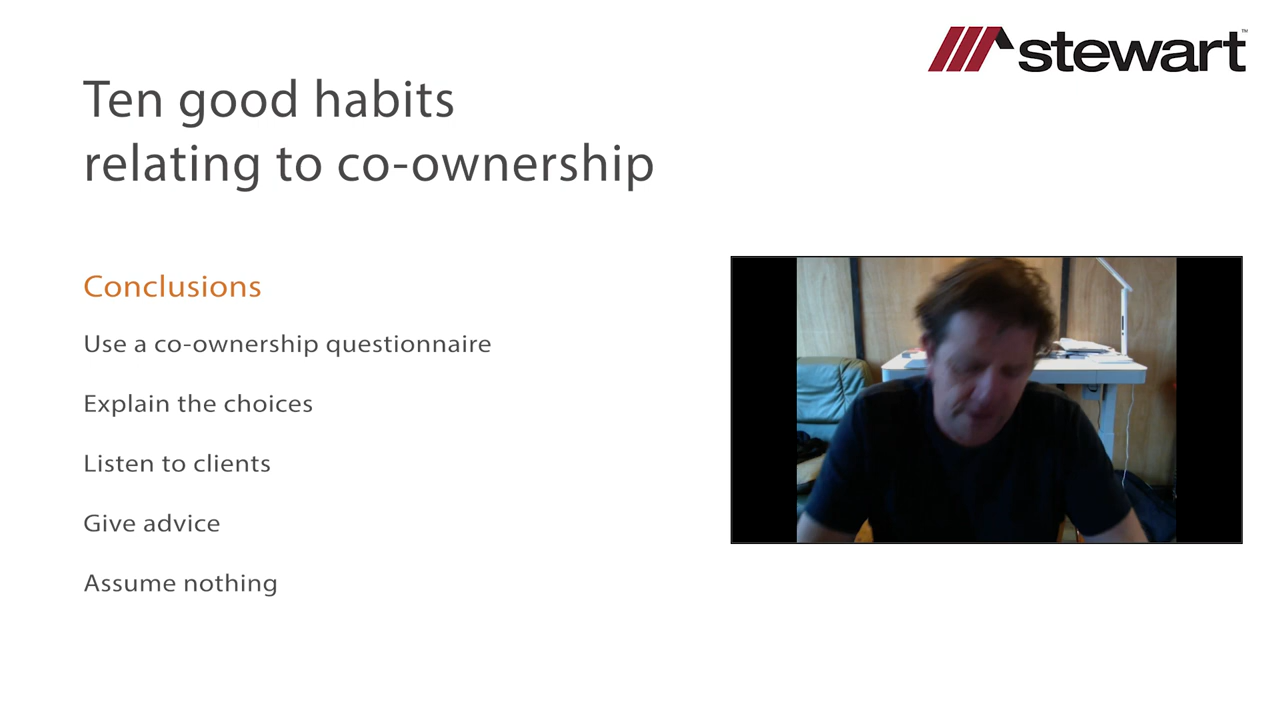 stewart™
Ten good habits
relating to co-ownership
Conclusions
Use a co-ownership questionnaire
Explain the choices
Listen to clients
Give advice
Assume nothing